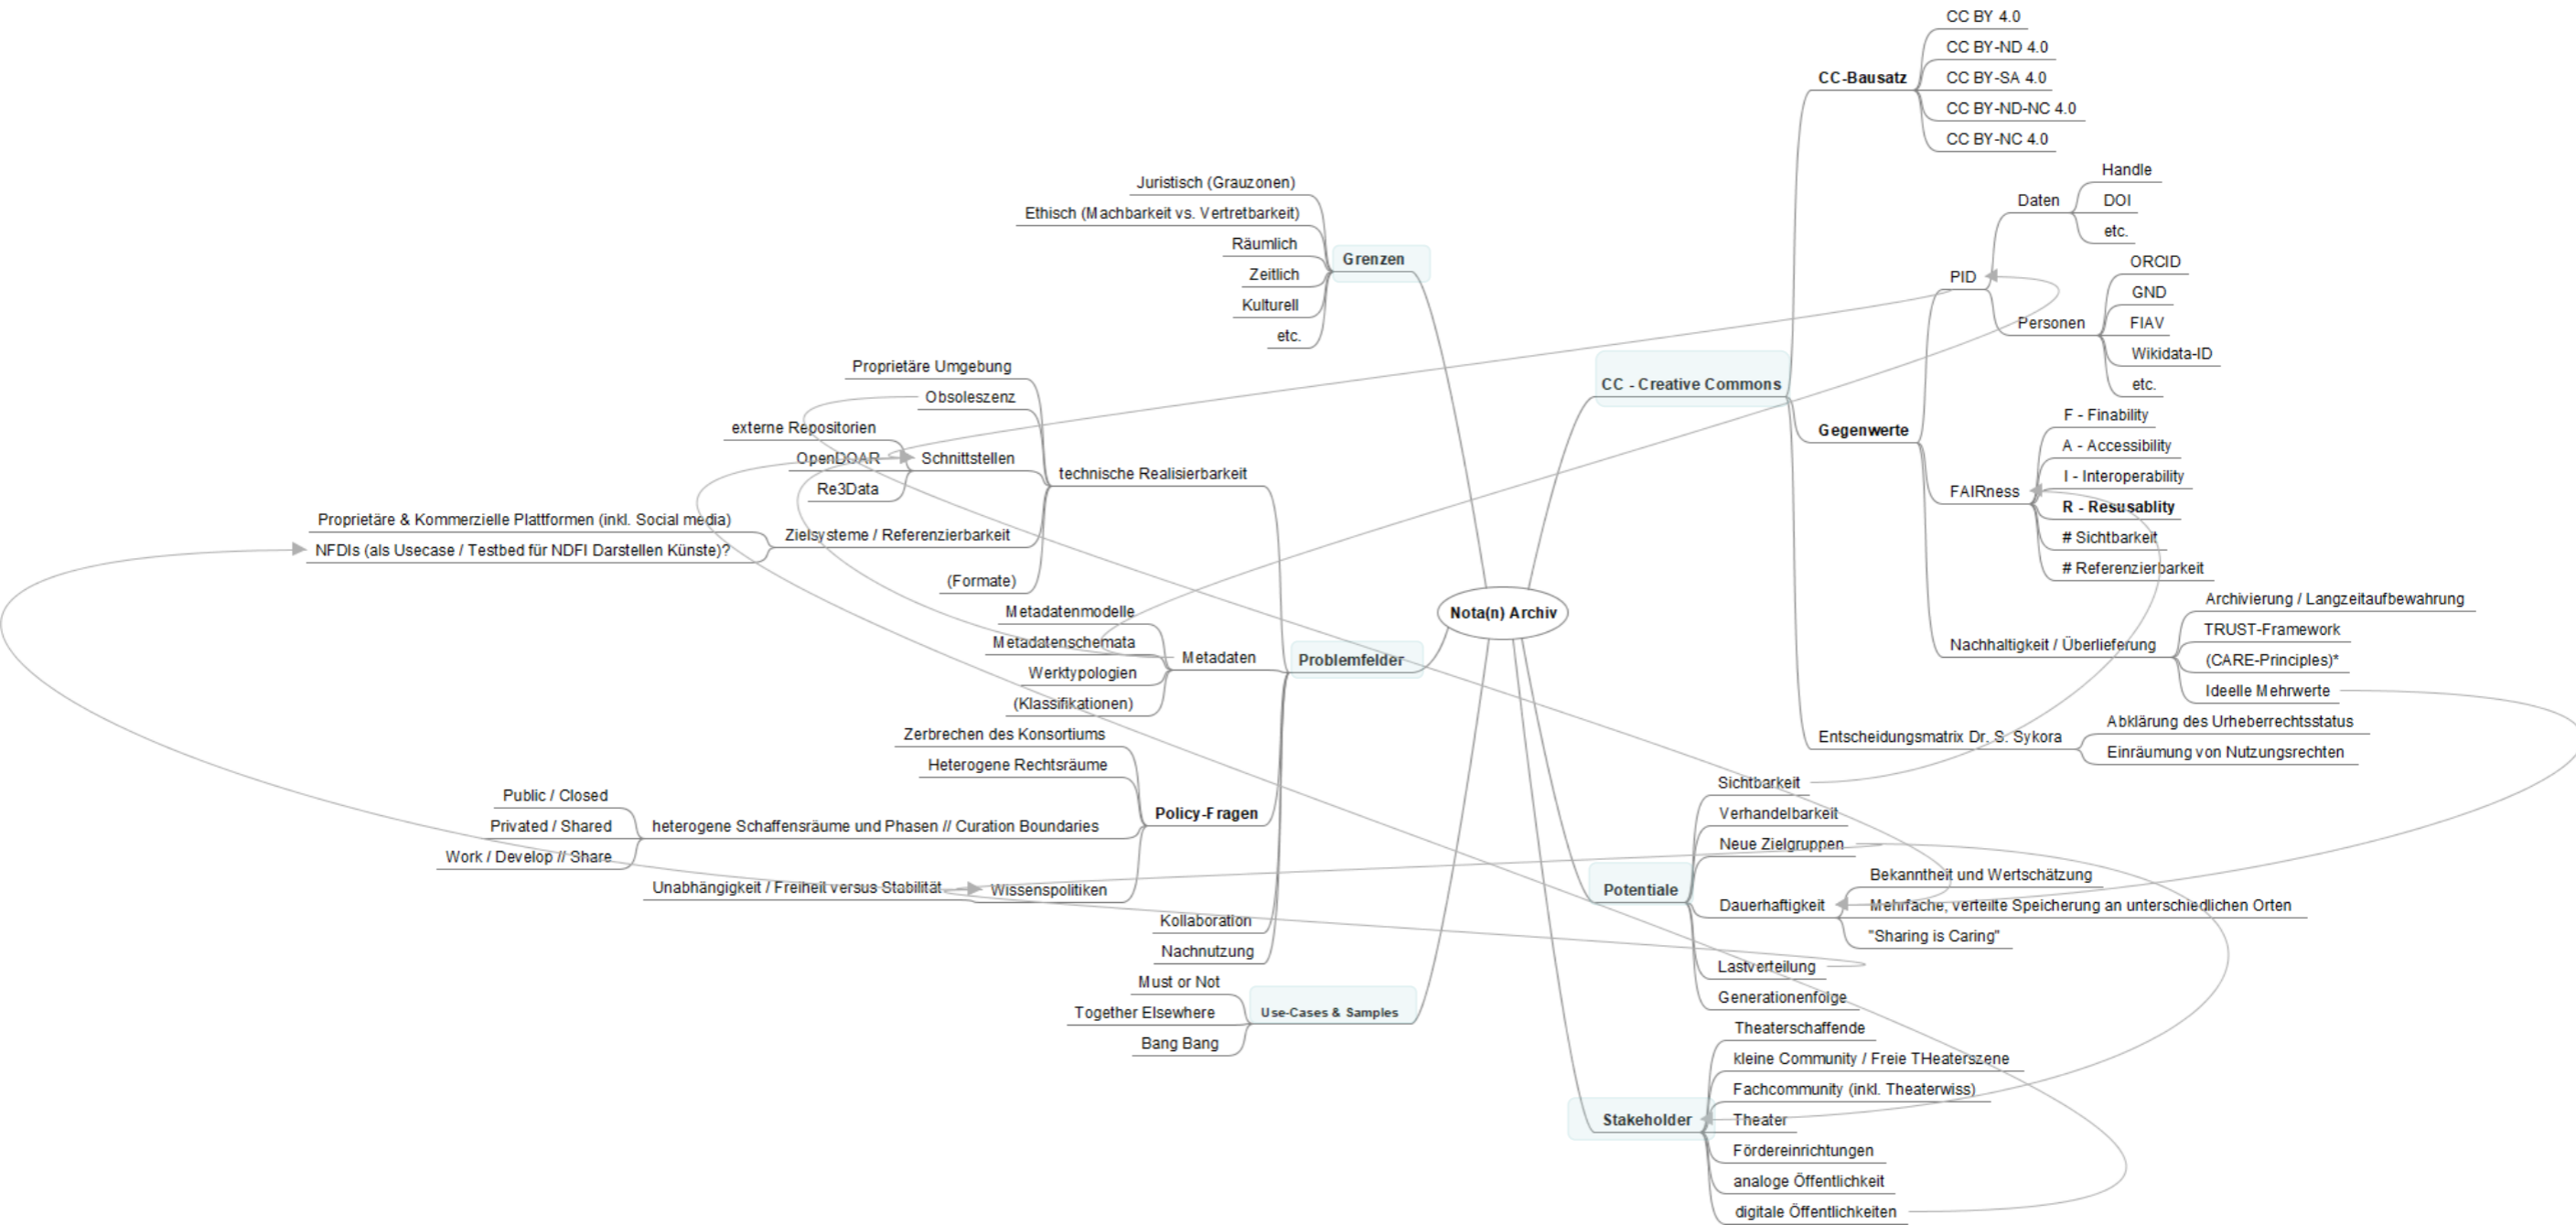 Nota(n) Archiv
CC - Creative Commons
CC-Bausatz
CC BY 4.0
CC BY-ND 4.0
CC BY-SA 4.0
CC BY-ND-NC 4.0
CC BY-NC 4.0
Gegenwerte
PID
Daten
Handle
DOI
etc.
Personen
ORCID
GND
FIAV
Wikidata-ID
etc.
FAIRness
F - Finability
A - Accessibility
I - Interoperability
R - Resusablity
# Sichtbarkeit
# Referenzierbarkeit
Nachhaltigkeit / Überlieferung
Archivierung / Langzeitaufbewahrung
TRUST-Framework
(CARE-Principles)*
Ideelle Mehrwerte
Entscheidungsmatrix Dr. S. Sykora
Abklärung des Urheberrechtsstatus
Einräumung von Nutzungsrechten
Potentiale
Sichtbarkeit
Verhandelbarkeit
Neue Zielgruppen
Dauerhaftigkeit
Bekanntheit und Wertschätzung
Mehrfache, verteilte Speicherung an unterschiedlichen Orten
"Sharing is Caring"
Lastverteilung
Generationenfolge
Stakeholder
Theaterschaffende
kleine Community / Freie THeaterszene
Fachcommunity (inkl. Theaterwiss)
Theater
Fördereinrichtungen
analoge Öffentlichkeit
digitale Öffentlichkeiten
Grenzen
Juristisch (Grauzonen)
Ethisch (Machbarkeit vs. Vertretbarkeit)
Räumlich
Zeitlich
Kulturell
etc.
Problemfelder
technische Realisierbarkeit
Proprietäre Umgebung
Obsoleszenz
Schnittstellen
externe Repositorien
OpenDOAR
Re3Data
Zielsysteme / Referenzierbarkeit
Proprietäre & Kommerzielle Plattformen (inkl. Social media)
NFDIs (als Usecase / Testbed für NDFI Darstellen Künste)?
(Formate)
Metadaten
Metadatenmodelle
Metadatenschemata
Werktypologien
(Klassifikationen)
Policy-Fragen
Zerbrechen des Konsortiums
Heterogene Rechtsräume
heterogene Schaffensräume und Phasen // Curation Boundaries
Public / Closed
Privated / Shared
Work / Develop // Share
Wissenspolitiken
Unabhängigkeit / Freiheit versus Stabilität
Kollaboration
Nachnutzung
Use-Cases & Samples
Must or Not
Together Elsewhere
Bang Bang